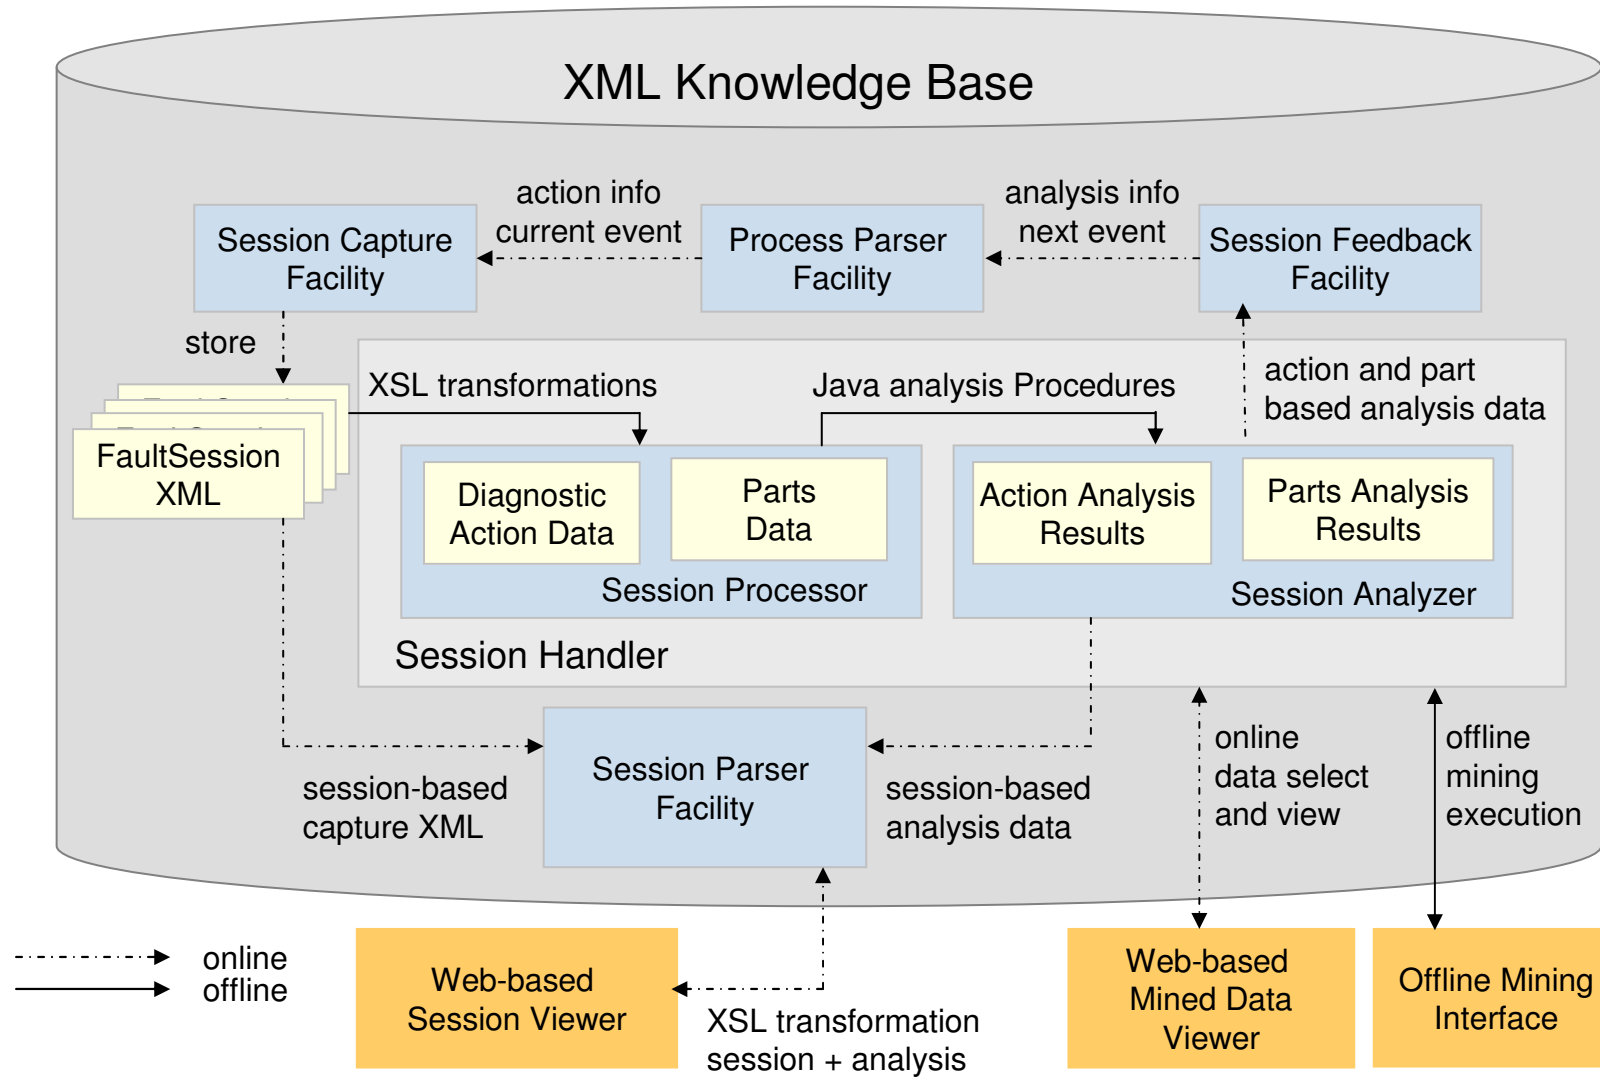 XML Knowledge Base
action info
current event
analysis info
next event
Session Capture
Facility
Process Parser
Facility
Session Feedback
Facility
store
XSL transformations
Java analysis Procedures
action and part
based analysis data
FaultSession
XML
Diagnostic
Action Data
Parts
Data
Session Processor
Action Analysis
Results
Parts Analysis
Results
Session Analyzer
Session Handler
session-based
capture XML
Session Parser
Facility
session-based
analysis data
online
data select
and view
offline
mining
execution
online
offline
Web-based
Session Viewer
XSL transformation
session + analysis
Web-based
Mined Data
Viewer
Offline Mining
Interface